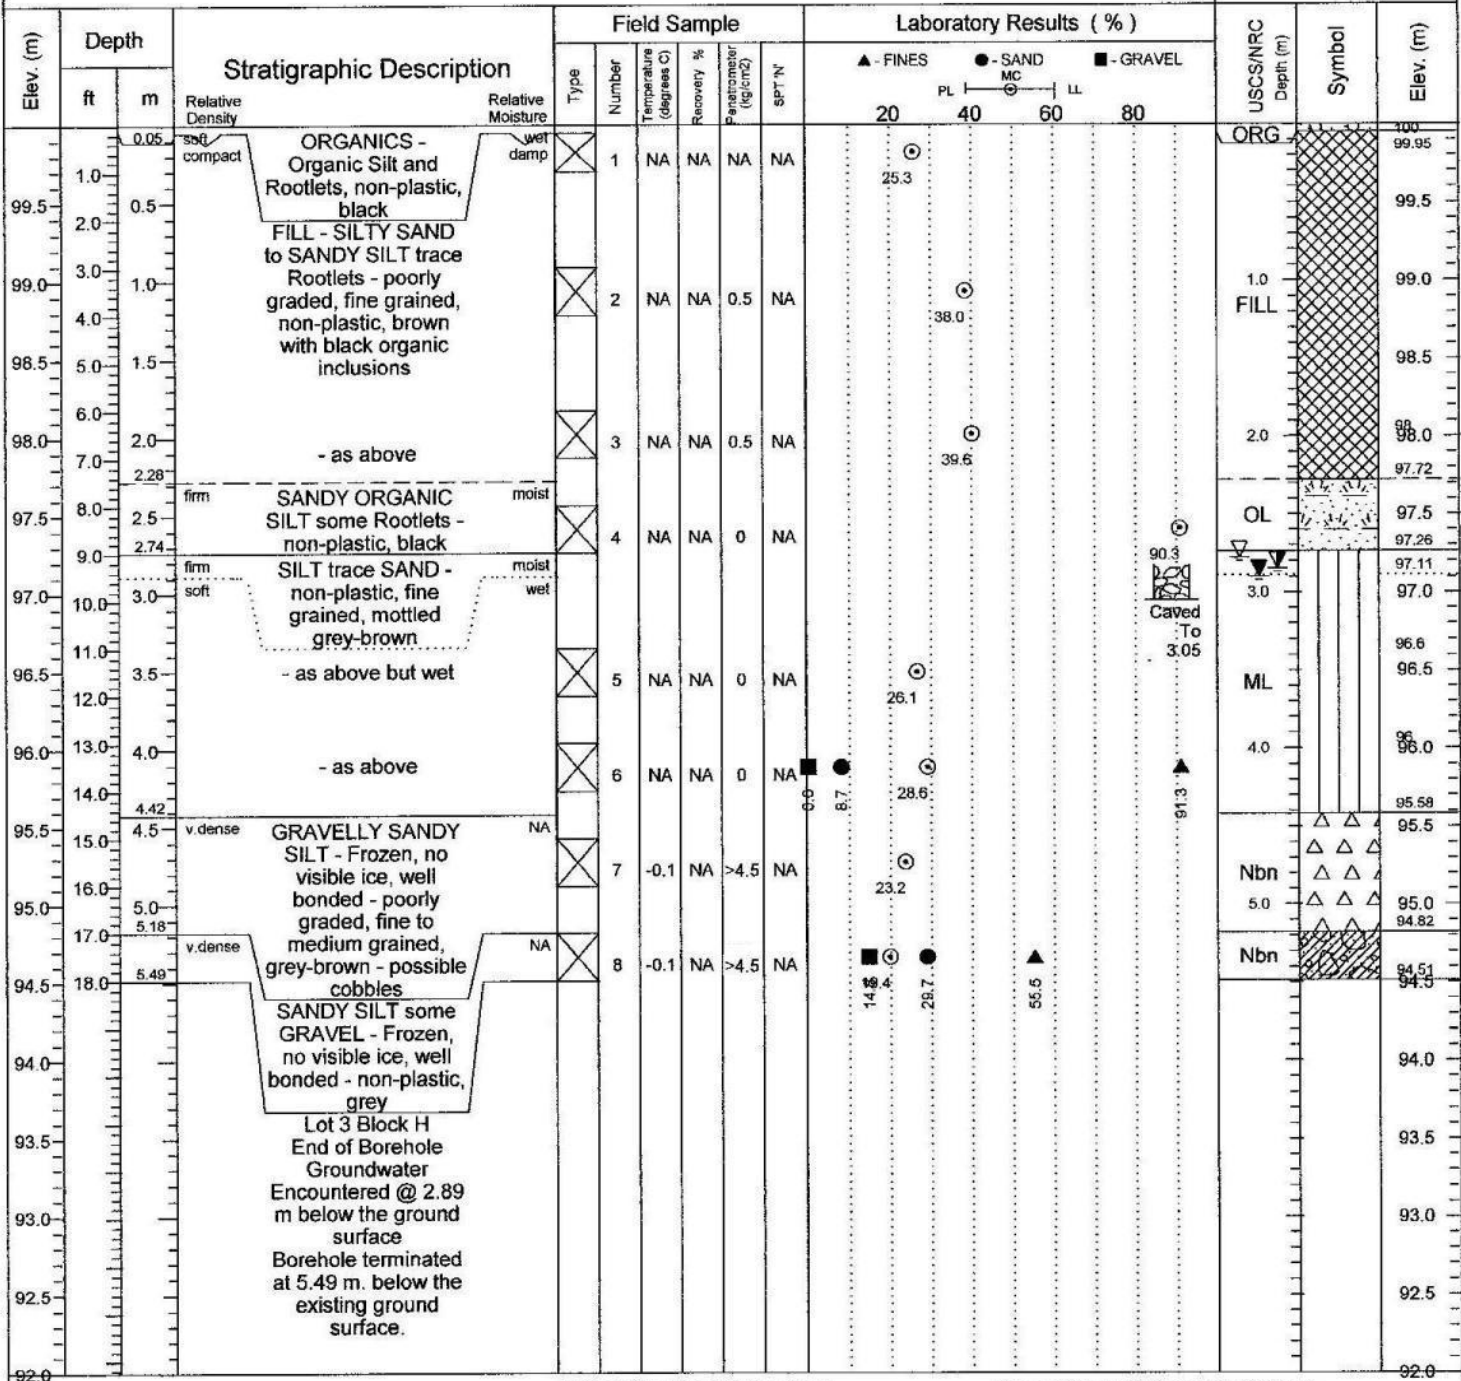 Elev. (m)
Depth
ft
m
Stratigraphic Description
Relative Density
Relative Moisture
Field Sample
Type
Number
Temperature (degrees C)
Recovery %
Penatrometer (kg/cm2)
SPT 'N'
Laboratory Results ( % )
▲ - FINES ● - SAND ■ - GRAVEL
PL MC LL
20 40 60 80
USCS/NRC
Depth (m)
Symbol
Elev. (m)
0.05
soft
compact
ORGANICS -
Organic Silt and
Rootlets, non-plastic,
black
wet
damp
1 NA NA NA NA
25.3
ORG
100
99.95
99.5
1.0
2.0
0.5
99.5
FILL - SILTY SAND
to SANDY SILT trace
Rootlets - poorly
graded, fine grained,
non-plastic, brown
with black organic
inclusions
99.0
3.0
4.0
1.0
2 NA NA 0.5 NA
38.0
1.0
FILL
99.0
98.5
5.0
1.5
98.5
98.0
6.0
7.0
2.0
2.28
- as above
3 NA NA 0.5 NA
39.6
2.0
98
98.0
97.72
firm
SANDY ORGANIC
SILT some Rootlets -
non-plastic, black
moist
97.5
8.0
9.0
2.5
2.74
4 NA NA 0 NA
90.3
OL
97.5
97.26
firm
soft
SILT trace SAND -
non-plastic, fine
grained, mottled
grey-brown
moist
wet
97.0
10.0
3.0
Caved
To
3.05
97.11
97.0
3.0
96.6
96.5
11.0
12.0
3.5
- as above but wet
5 NA NA 0 NA
26.1
ML
96.5
96.0
13.0
14.0
4.0
4.42
- as above
6 NA NA 0 NA
0.0
8.7
28.6
91.3
4.0
96
96.0
95.58
v.dense
GRAVELLY SANDY
SILT - Frozen, no
visible ice, well
bonded - poorly
graded, fine to
medium grained,
grey-brown - possible
cobbles
NA
95.5
15.0
16.0
4.5
7 -0.1 NA >4.5 NA
23.2
Nbn
95.5
95.0
17.0
5.0
5.18
5.0
95.0
94.82
v.dense
NA
94.5
18.0
5.49
8 -0.1 NA >4.5 NA
19.4
29.7
55.5
Nbn
94.51
94.5
SANDY SILT some
GRAVEL - Frozen,
no visible ice, well
bonded - non-plastic,
grey
94.0
94.0
Lot 3 Block H
End of Borehole
Groundwater
Encountered @ 2.89
m below the ground
surface
Borehole terminated
at 5.49 m. below the
existing ground
surface.
93.5
93.5
93.0
93.0
92.5
92.5
92.0
92.0